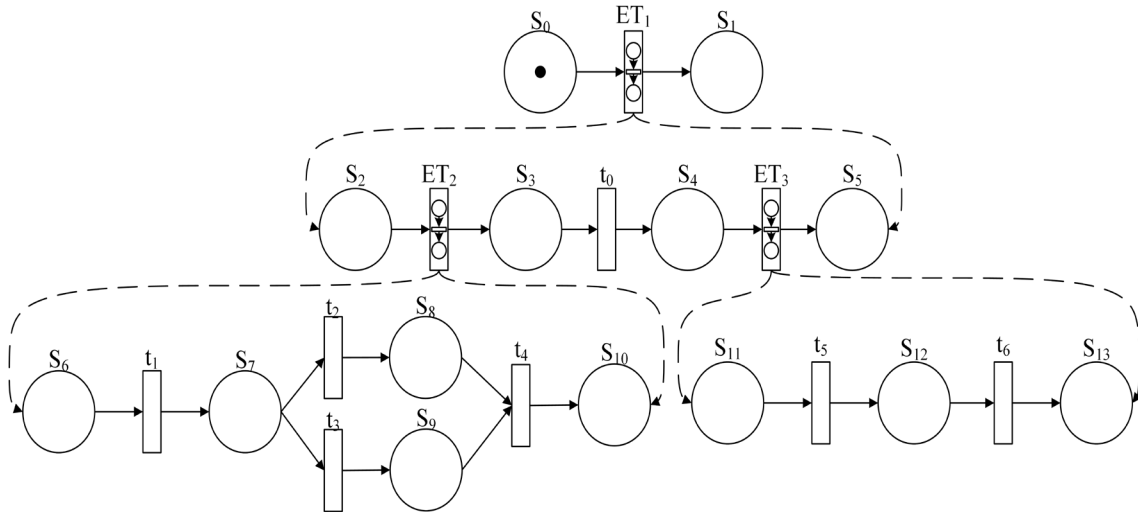 S₀ ET₁ S₁
S₂ ET₂ S₃ t₀ S₄ ET₃ S₅
t₂ S₈
S₆ t₁ S₇ t₄ S₁₀ S₁₁ t₅ S₁₂ t₆ S₁₃
t₃ S₉